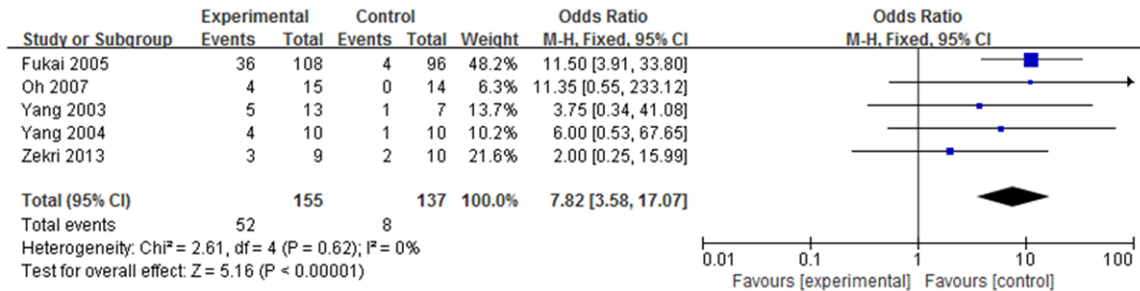 Experimental Control Odds Ratio Odds Ratio
Study or Subgroup Events Total Events Total Weight M-H, Fixed, 95% CI M-H, Fixed, 95% CI
Fukai 2005 36 108 4 96 48.2% 11.50 [3.91, 33.80]
Oh 2007 4 15 0 14 6.3% 11.35 [0.55, 233.12]
Yang 2003 5 13 1 7 13.7% 3.75 [0.34, 41.08]
Yang 2004 4 10 1 10 10.2% 6.00 [0.53, 67.65]
Zekri 2013 3 9 2 10 21.6% 2.00 [0.25, 15.99]
Total (95% CI) 155 137 100.0% 7.82 [3.58, 17.07]
Total events 52 8
Heterogeneity: Chi² = 2.61, df = 4 (P = 0.62); I² = 0%
Test for overall effect: Z = 5.16 (P < 0.00001)
0.01 0.1 1 10 100
Favours [experimental] Favours [control]